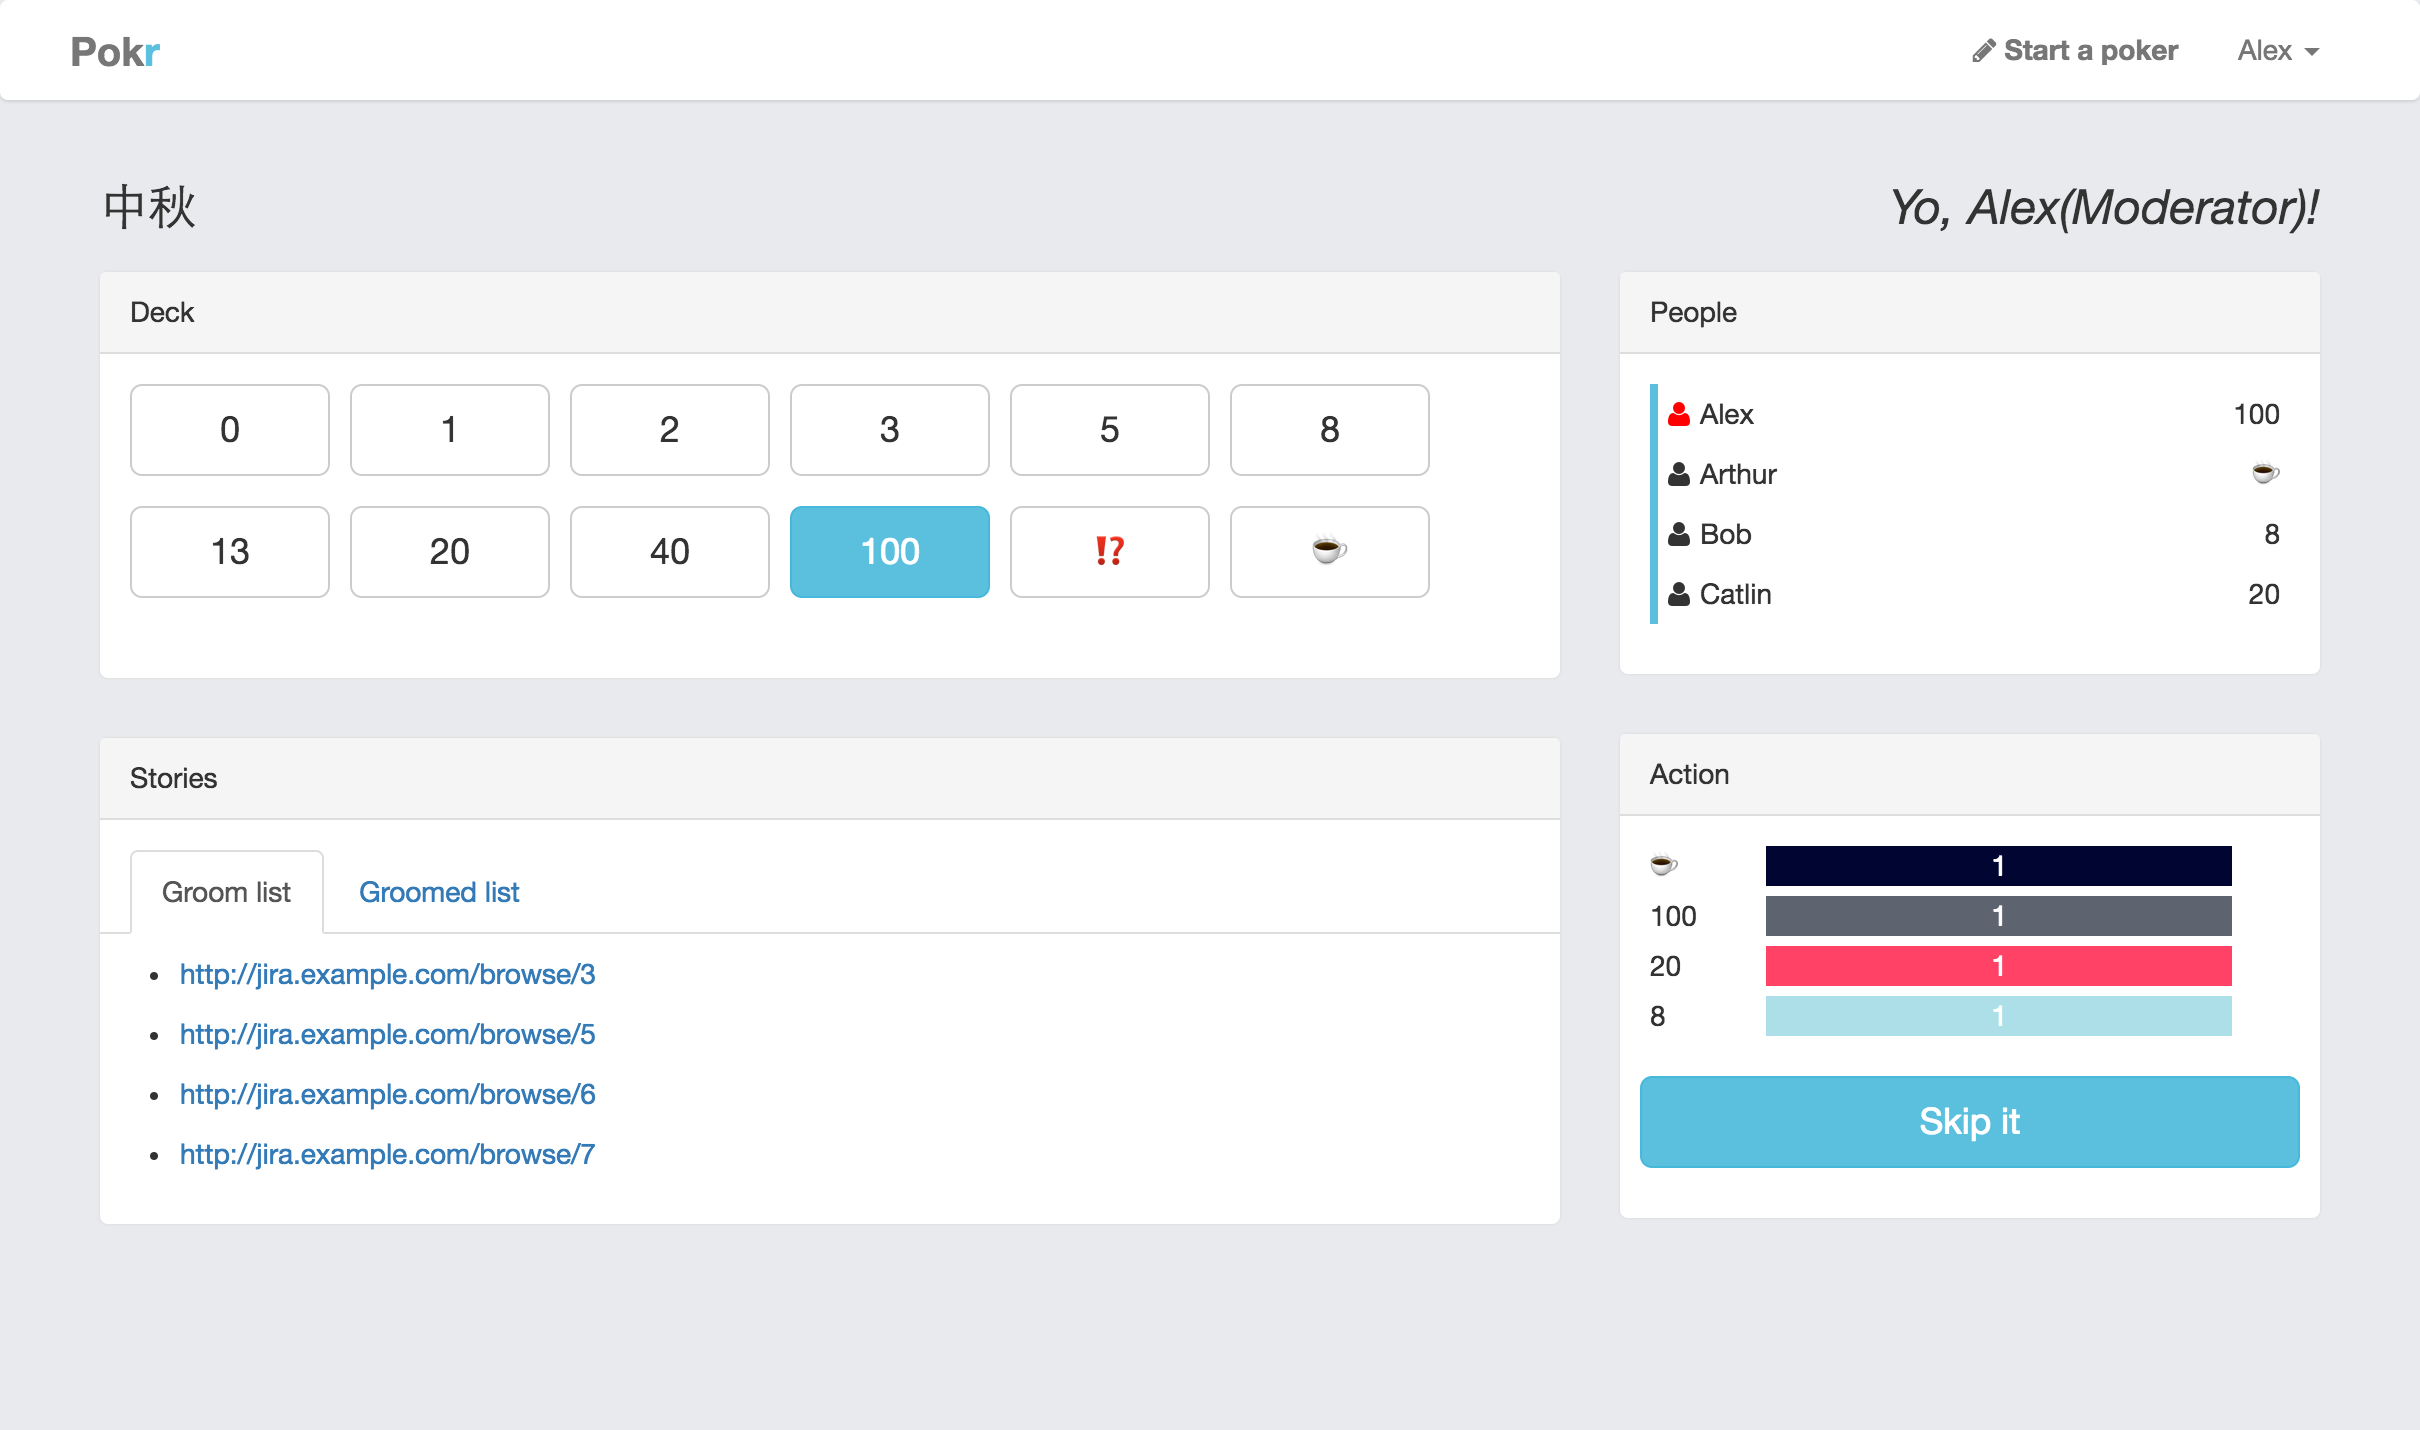 Pokr
Start a poker
Alex
中秋
Yo, Alex(Moderator)!
Deck
0 1 2 3 5 8
13 20 40 100 ⁉️ ☕
People
Alex 100
Arthur ☕
Bob 8
Catlin 20
Stories
Groom list Groomed list
http://jira.example.com/browse/3
http://jira.example.com/browse/5
http://jira.example.com/browse/6
http://jira.example.com/browse/7
Action
☕ 1
100 1
20 1
8 1
Skip it